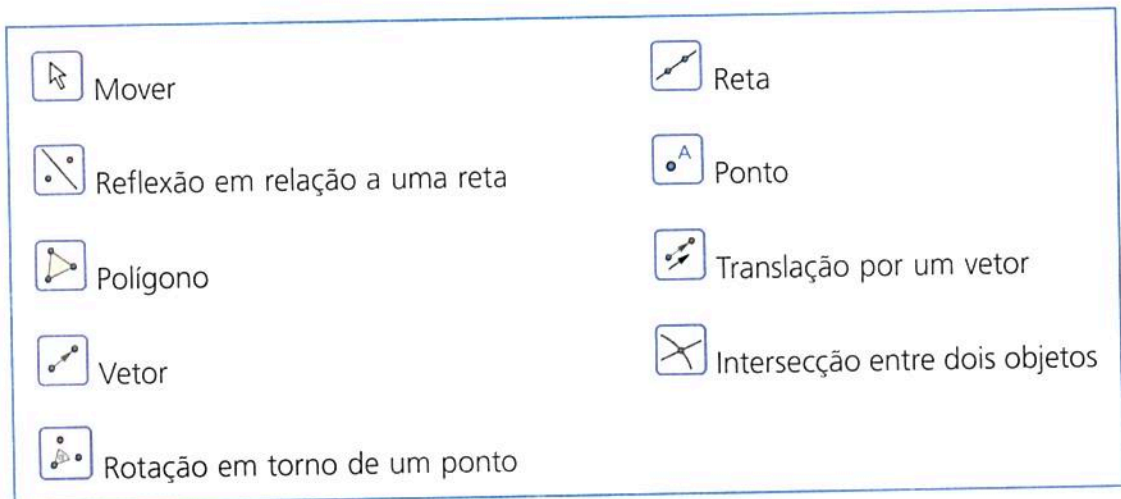 Mover
Reflexão em relação a uma reta
Polígono
Vetor
Rotação em torno de um ponto
Reta
A
Ponto
Translação por um vetor
Intersecção entre dois objetos